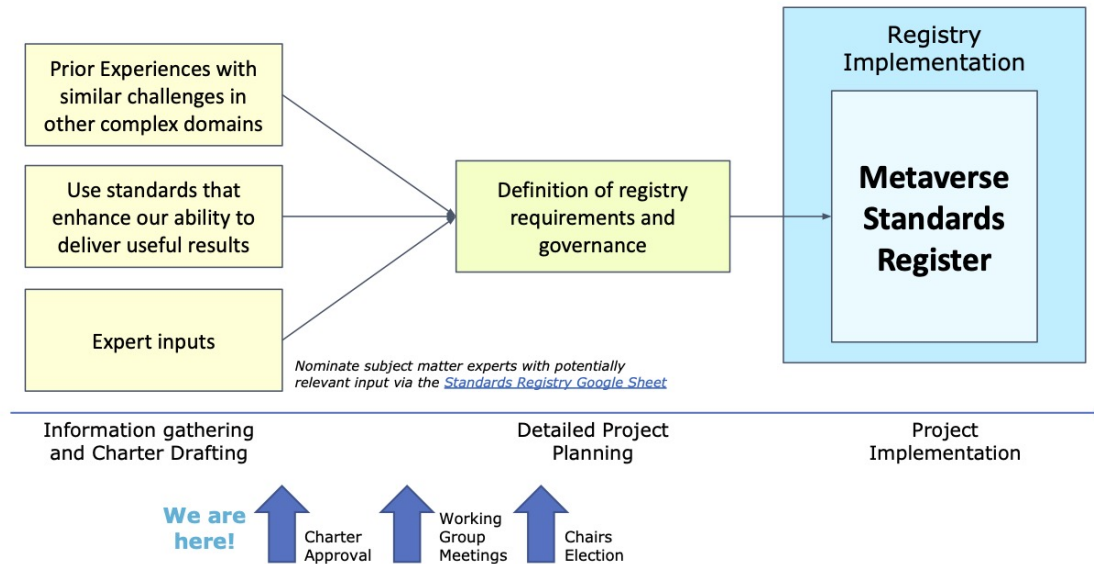 Prior Experiences with
similar challenges in
other complex domains
Use standards that
enhance our ability to
deliver useful results
Expert inputs
Definition of registry
requirements and
governance
Registry
Implementation
Metaverse
Standards
Register
Nominate subject matter experts with potentially
relevant input via the Standards Registry Google Sheet
Information gathering
and Charter Drafting
Detailed Project
Planning
Project
Implementation
We are
here!
Charter
Approval
Working
Group
Meetings
Chairs
Election